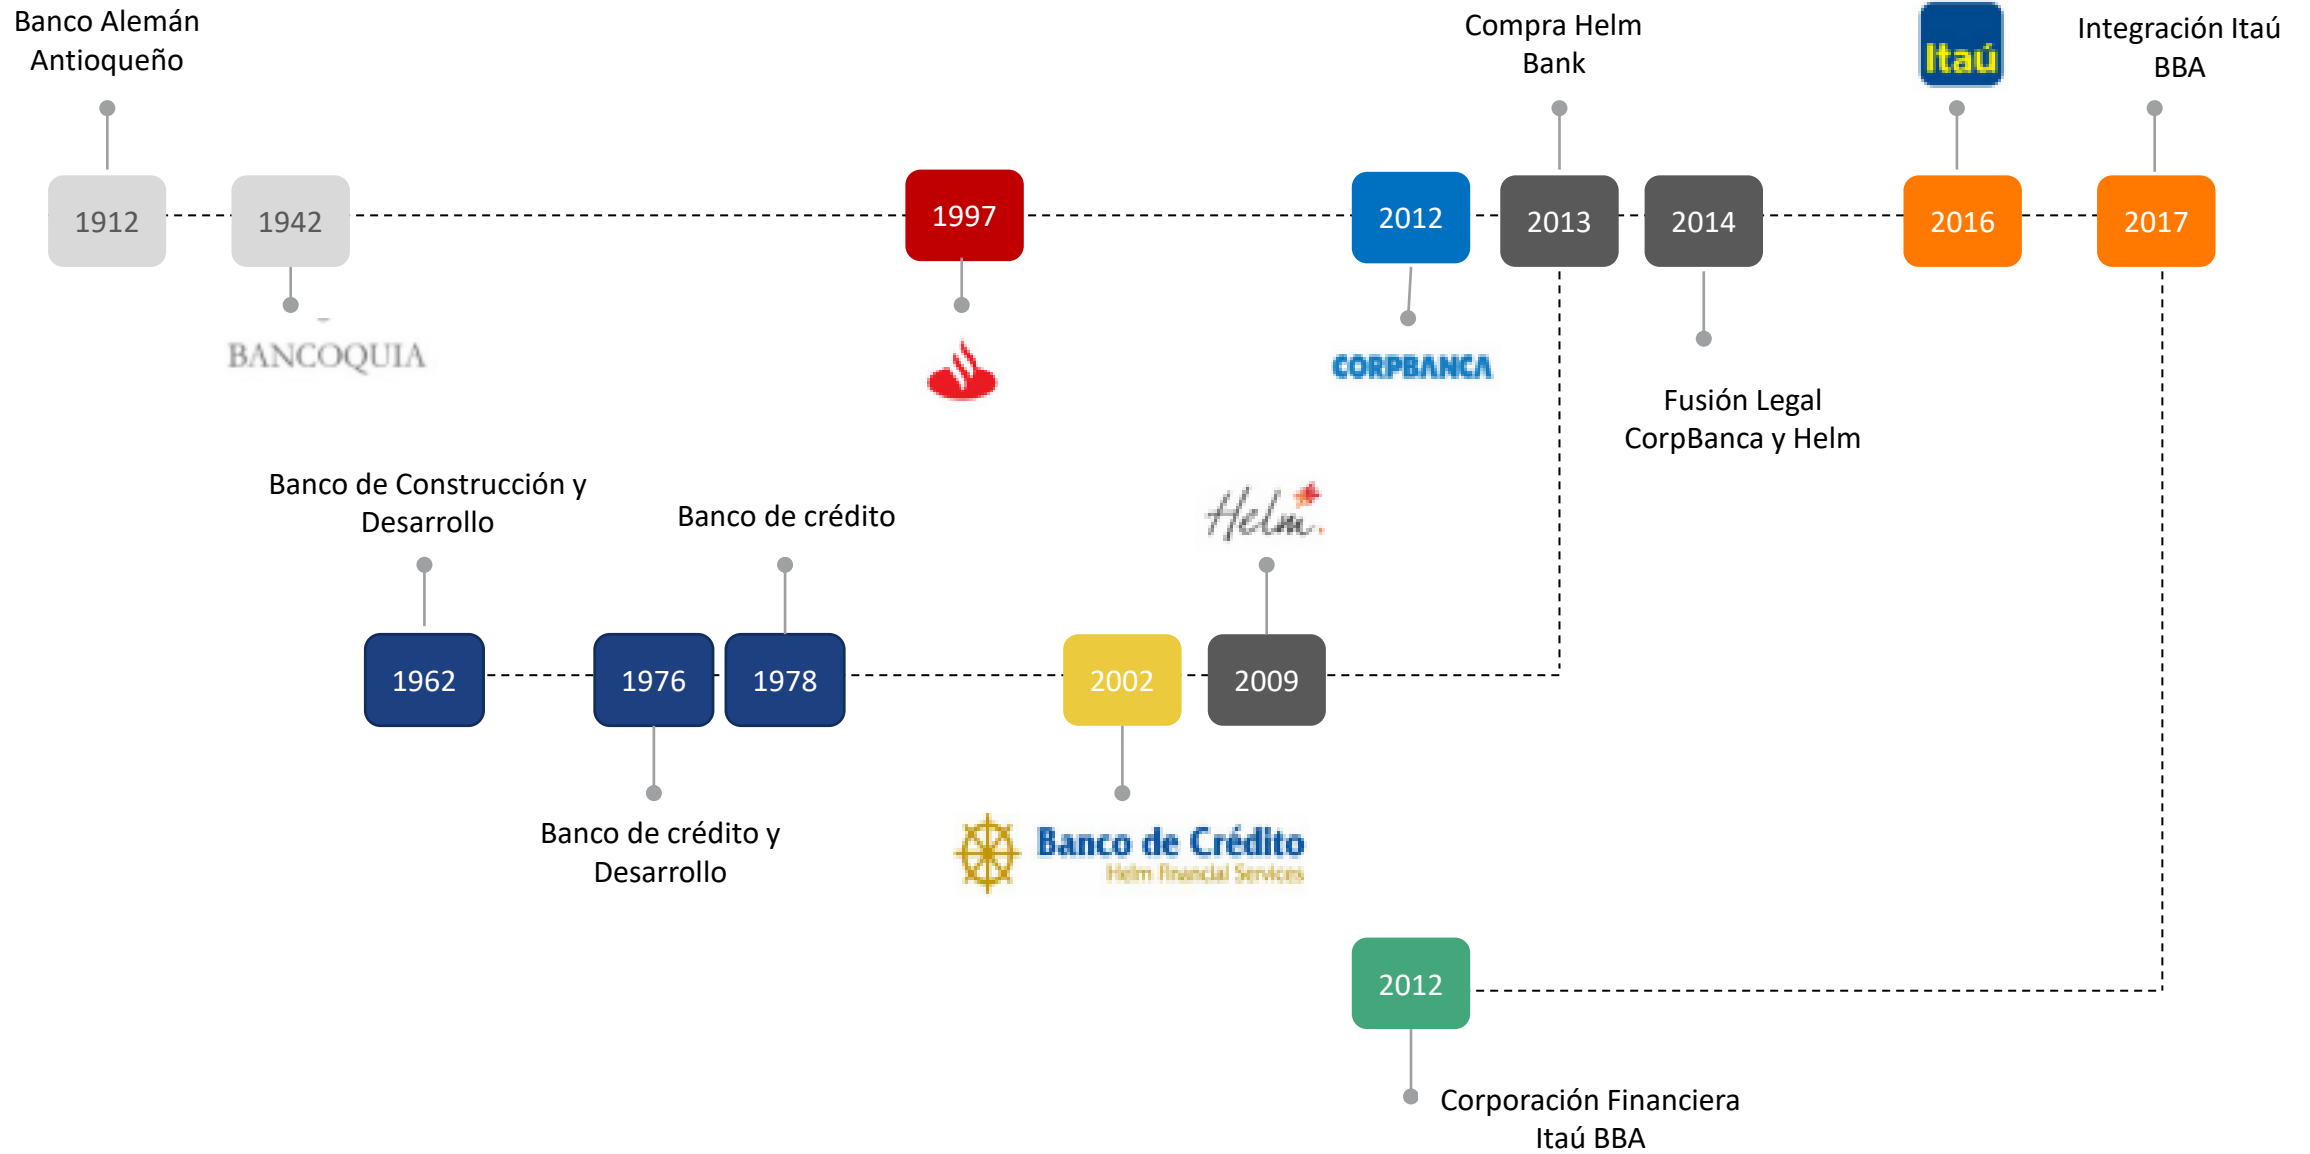 Banco Alemán
Antioqueño
Compra Helm
Bank
Itaú
Integración Itaú
BBA
1912
1942
1997
2012
2013
2014
2016
2017
BANCOQUIA
CORPBANCA
Fusión Legal
CorpBanca y Helm
Banco de Construcción y
Desarrollo
Banco de crédito
Helm.
1962
1976
1978
2002
2009
Banco de crédito y
Desarrollo
Banco de Crédito
Helm Financial Services
2012
Corporación Financiera
Itaú BBA